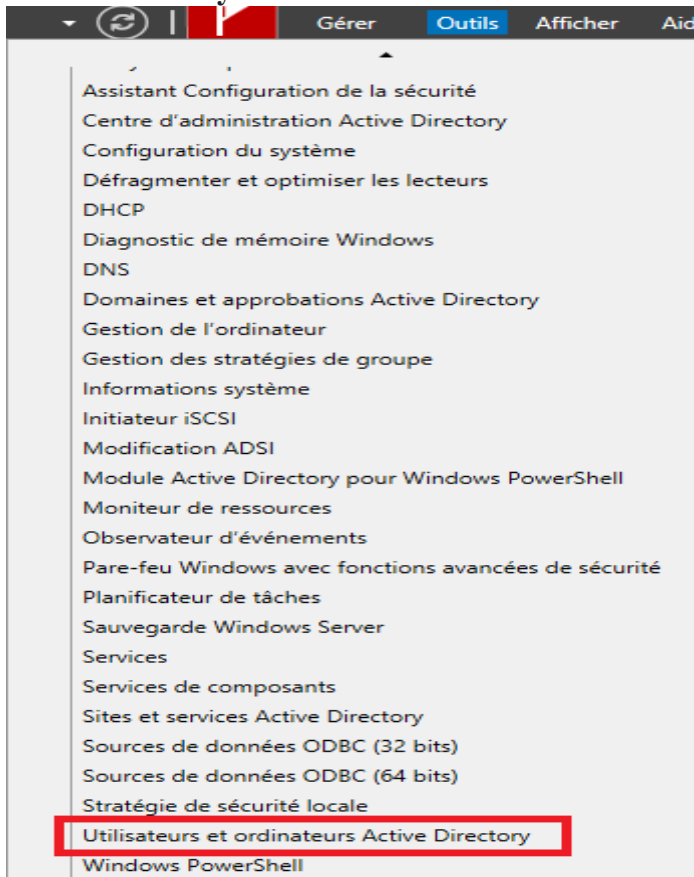 Gérer Outils Afficher Aid
Assistant Configuration de la sécurité
Centre d'administration Active Directory
Configuration du système
Défragmenter et optimiser les lecteurs
DHCP
Diagnostic de mémoire Windows
DNS
Domaines et approbations Active Directory
Gestion de l'ordinateur
Gestion des stratégies de groupe
Informations système
Initiateur iSCSI
Modification ADSI
Module Active Directory pour Windows PowerShell
Moniteur de ressources
Observateur d'événements
Pare-feu Windows avec fonctions avancées de sécurité
Planificateur de tâches
Sauvegarde Windows Server
Services
Services de composants
Sites et services Active Directory
Sources de données ODBC (32 bits)
Sources de données ODBC (64 bits)
Stratégie de sécurité locale
Utilisateurs et ordinateurs Active Directory
Windows PowerShell